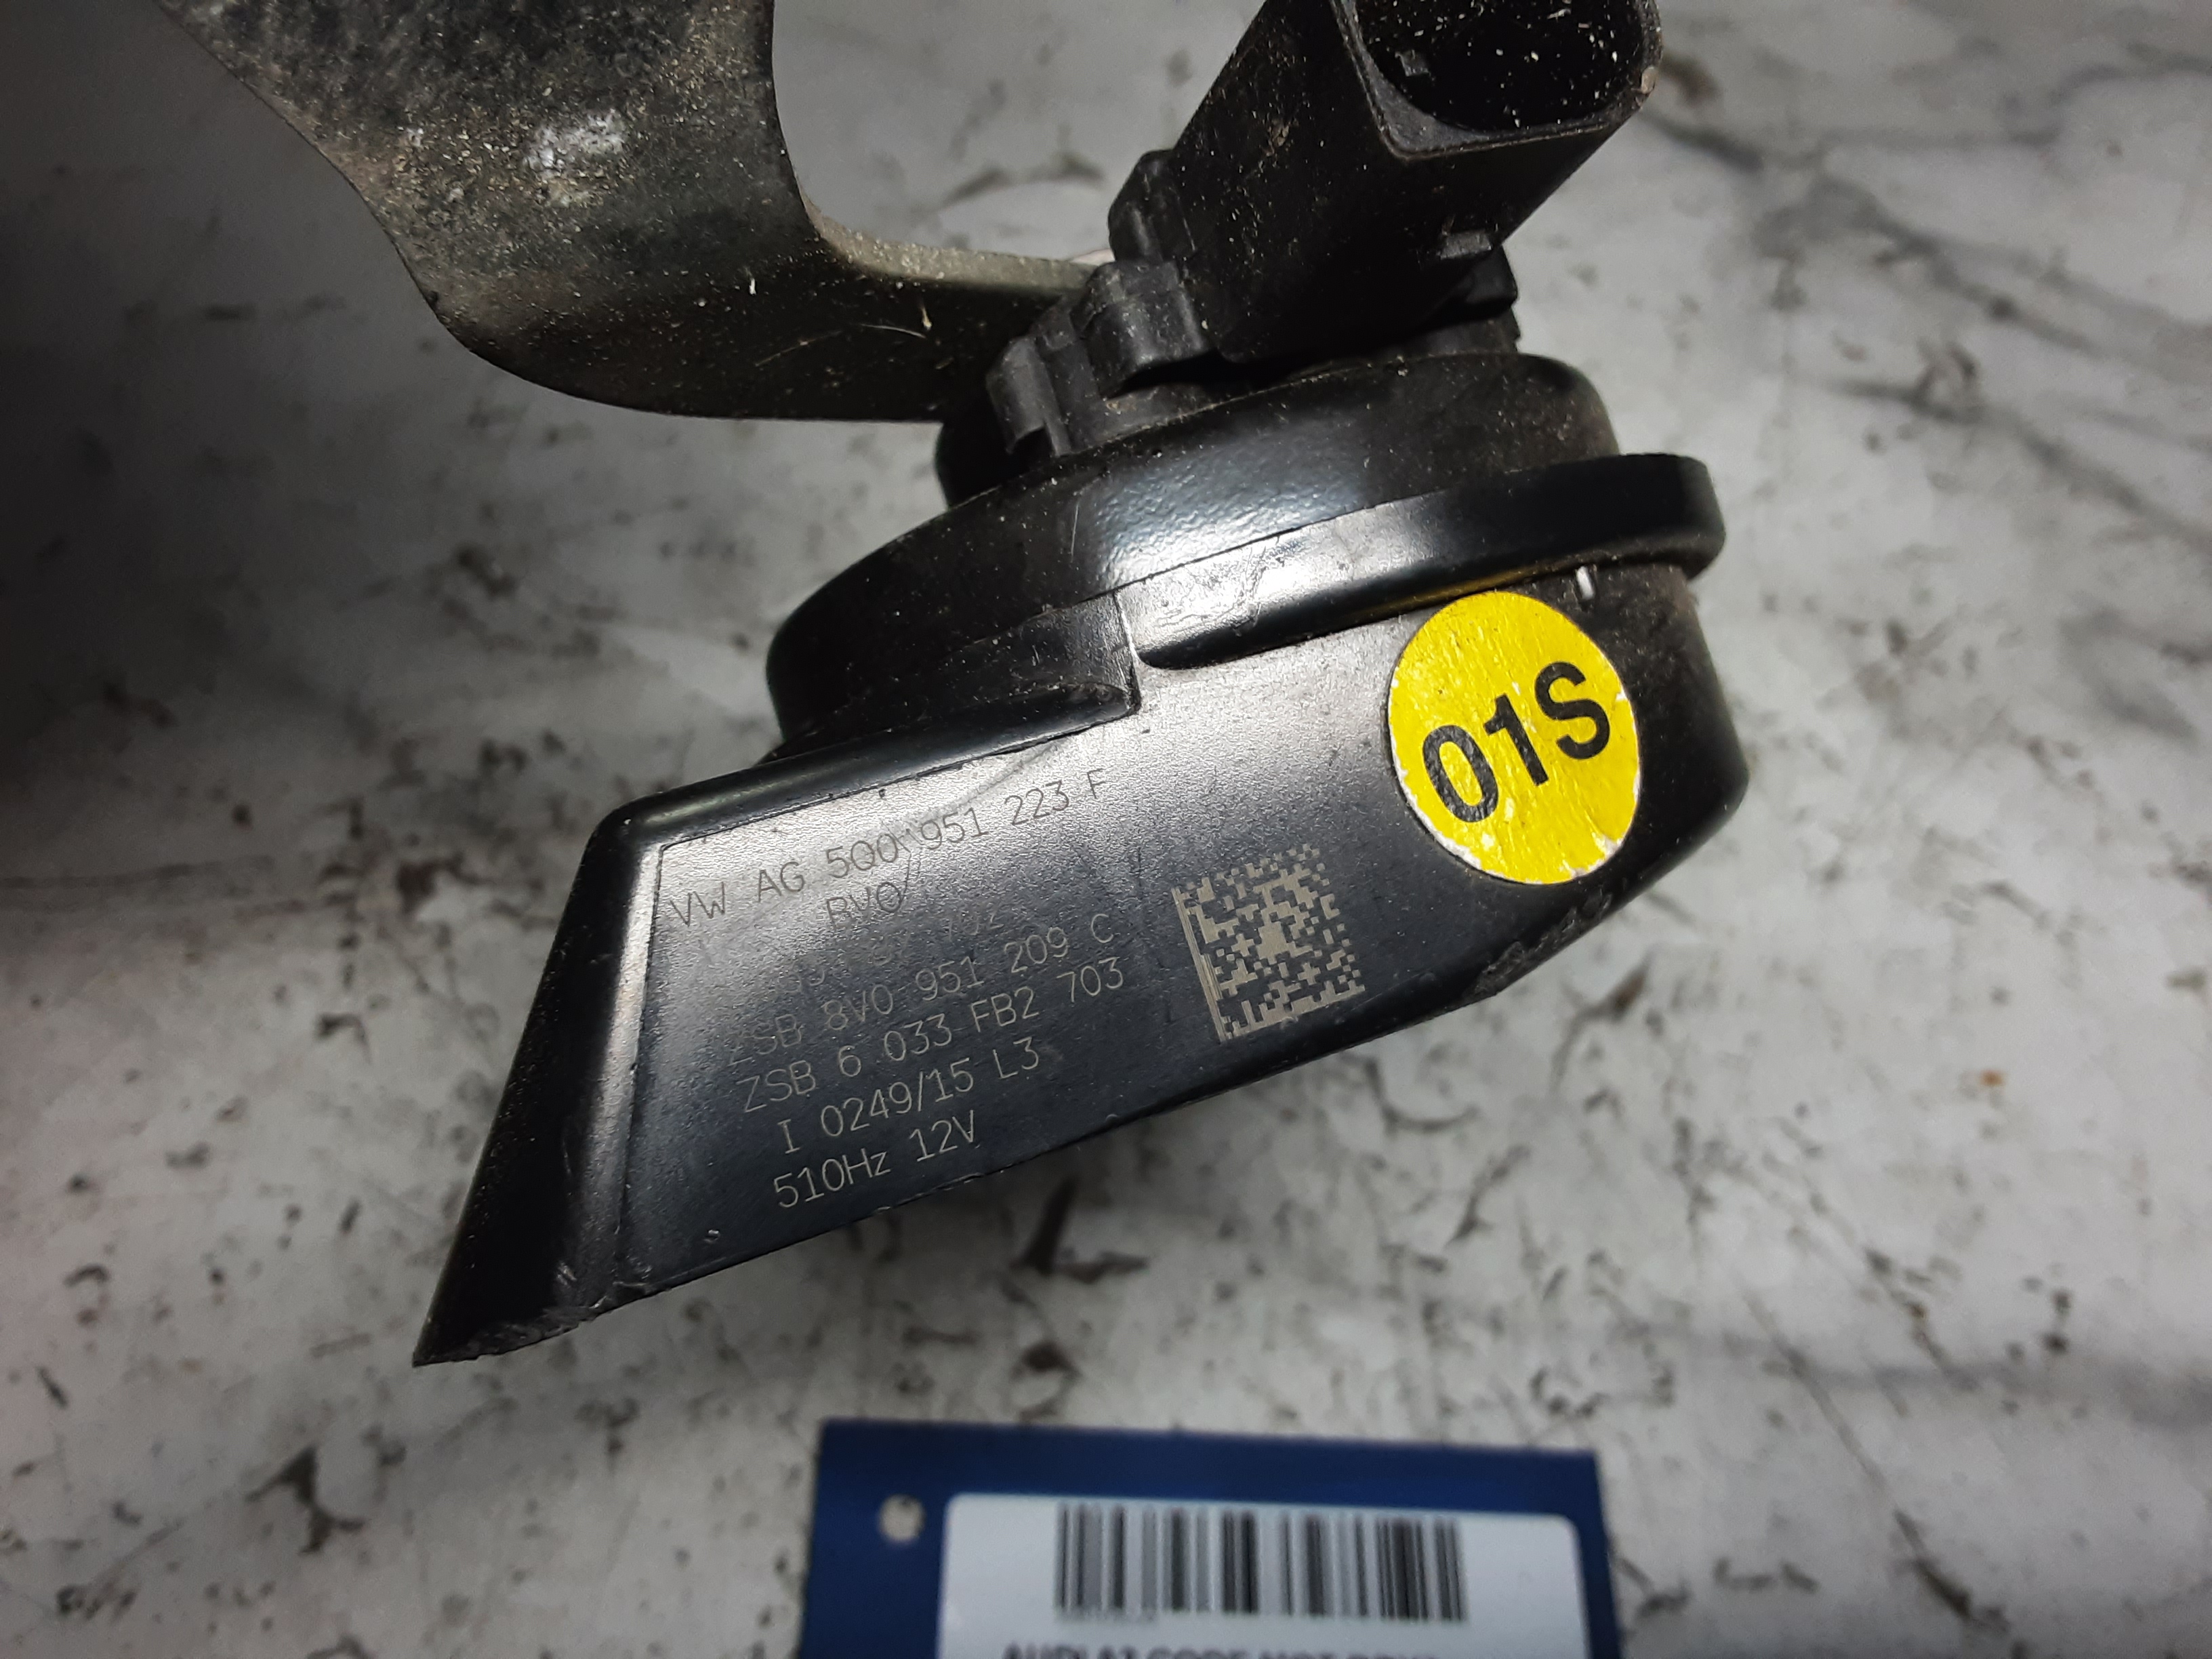 01S
VW AG 5Q0 951 223 F
ZSB 8V0 951 209 C
ZSB 6 033 FB2 703
I 0249/15 L3
510Hz 12V